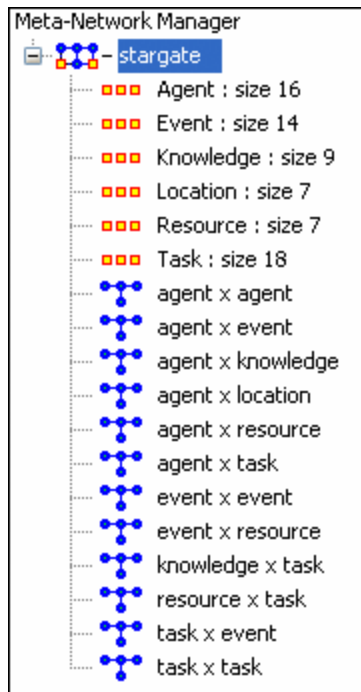 Meta-Network Manager
stargate
Agent : size 16
Event : size 14
Knowledge : size 9
Location : size 7
Resource : size 7
Task : size 18
agent x agent
agent x event
agent x knowledge
agent x location
agent x resource
agent x task
event x event
event x resource
knowledge x task
resource x task
task x event
task x task